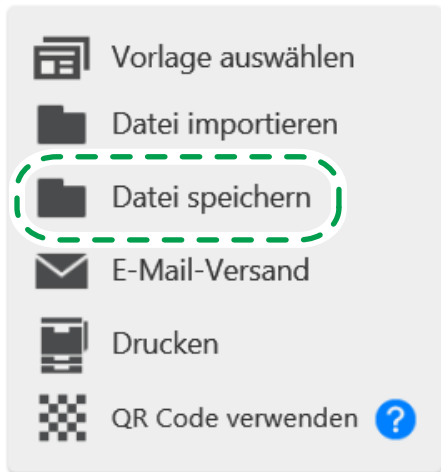 Vorlage auswählen
Datei importieren
Datei speichern
E-Mail-Versand
Drucken
QR Code verwenden ?